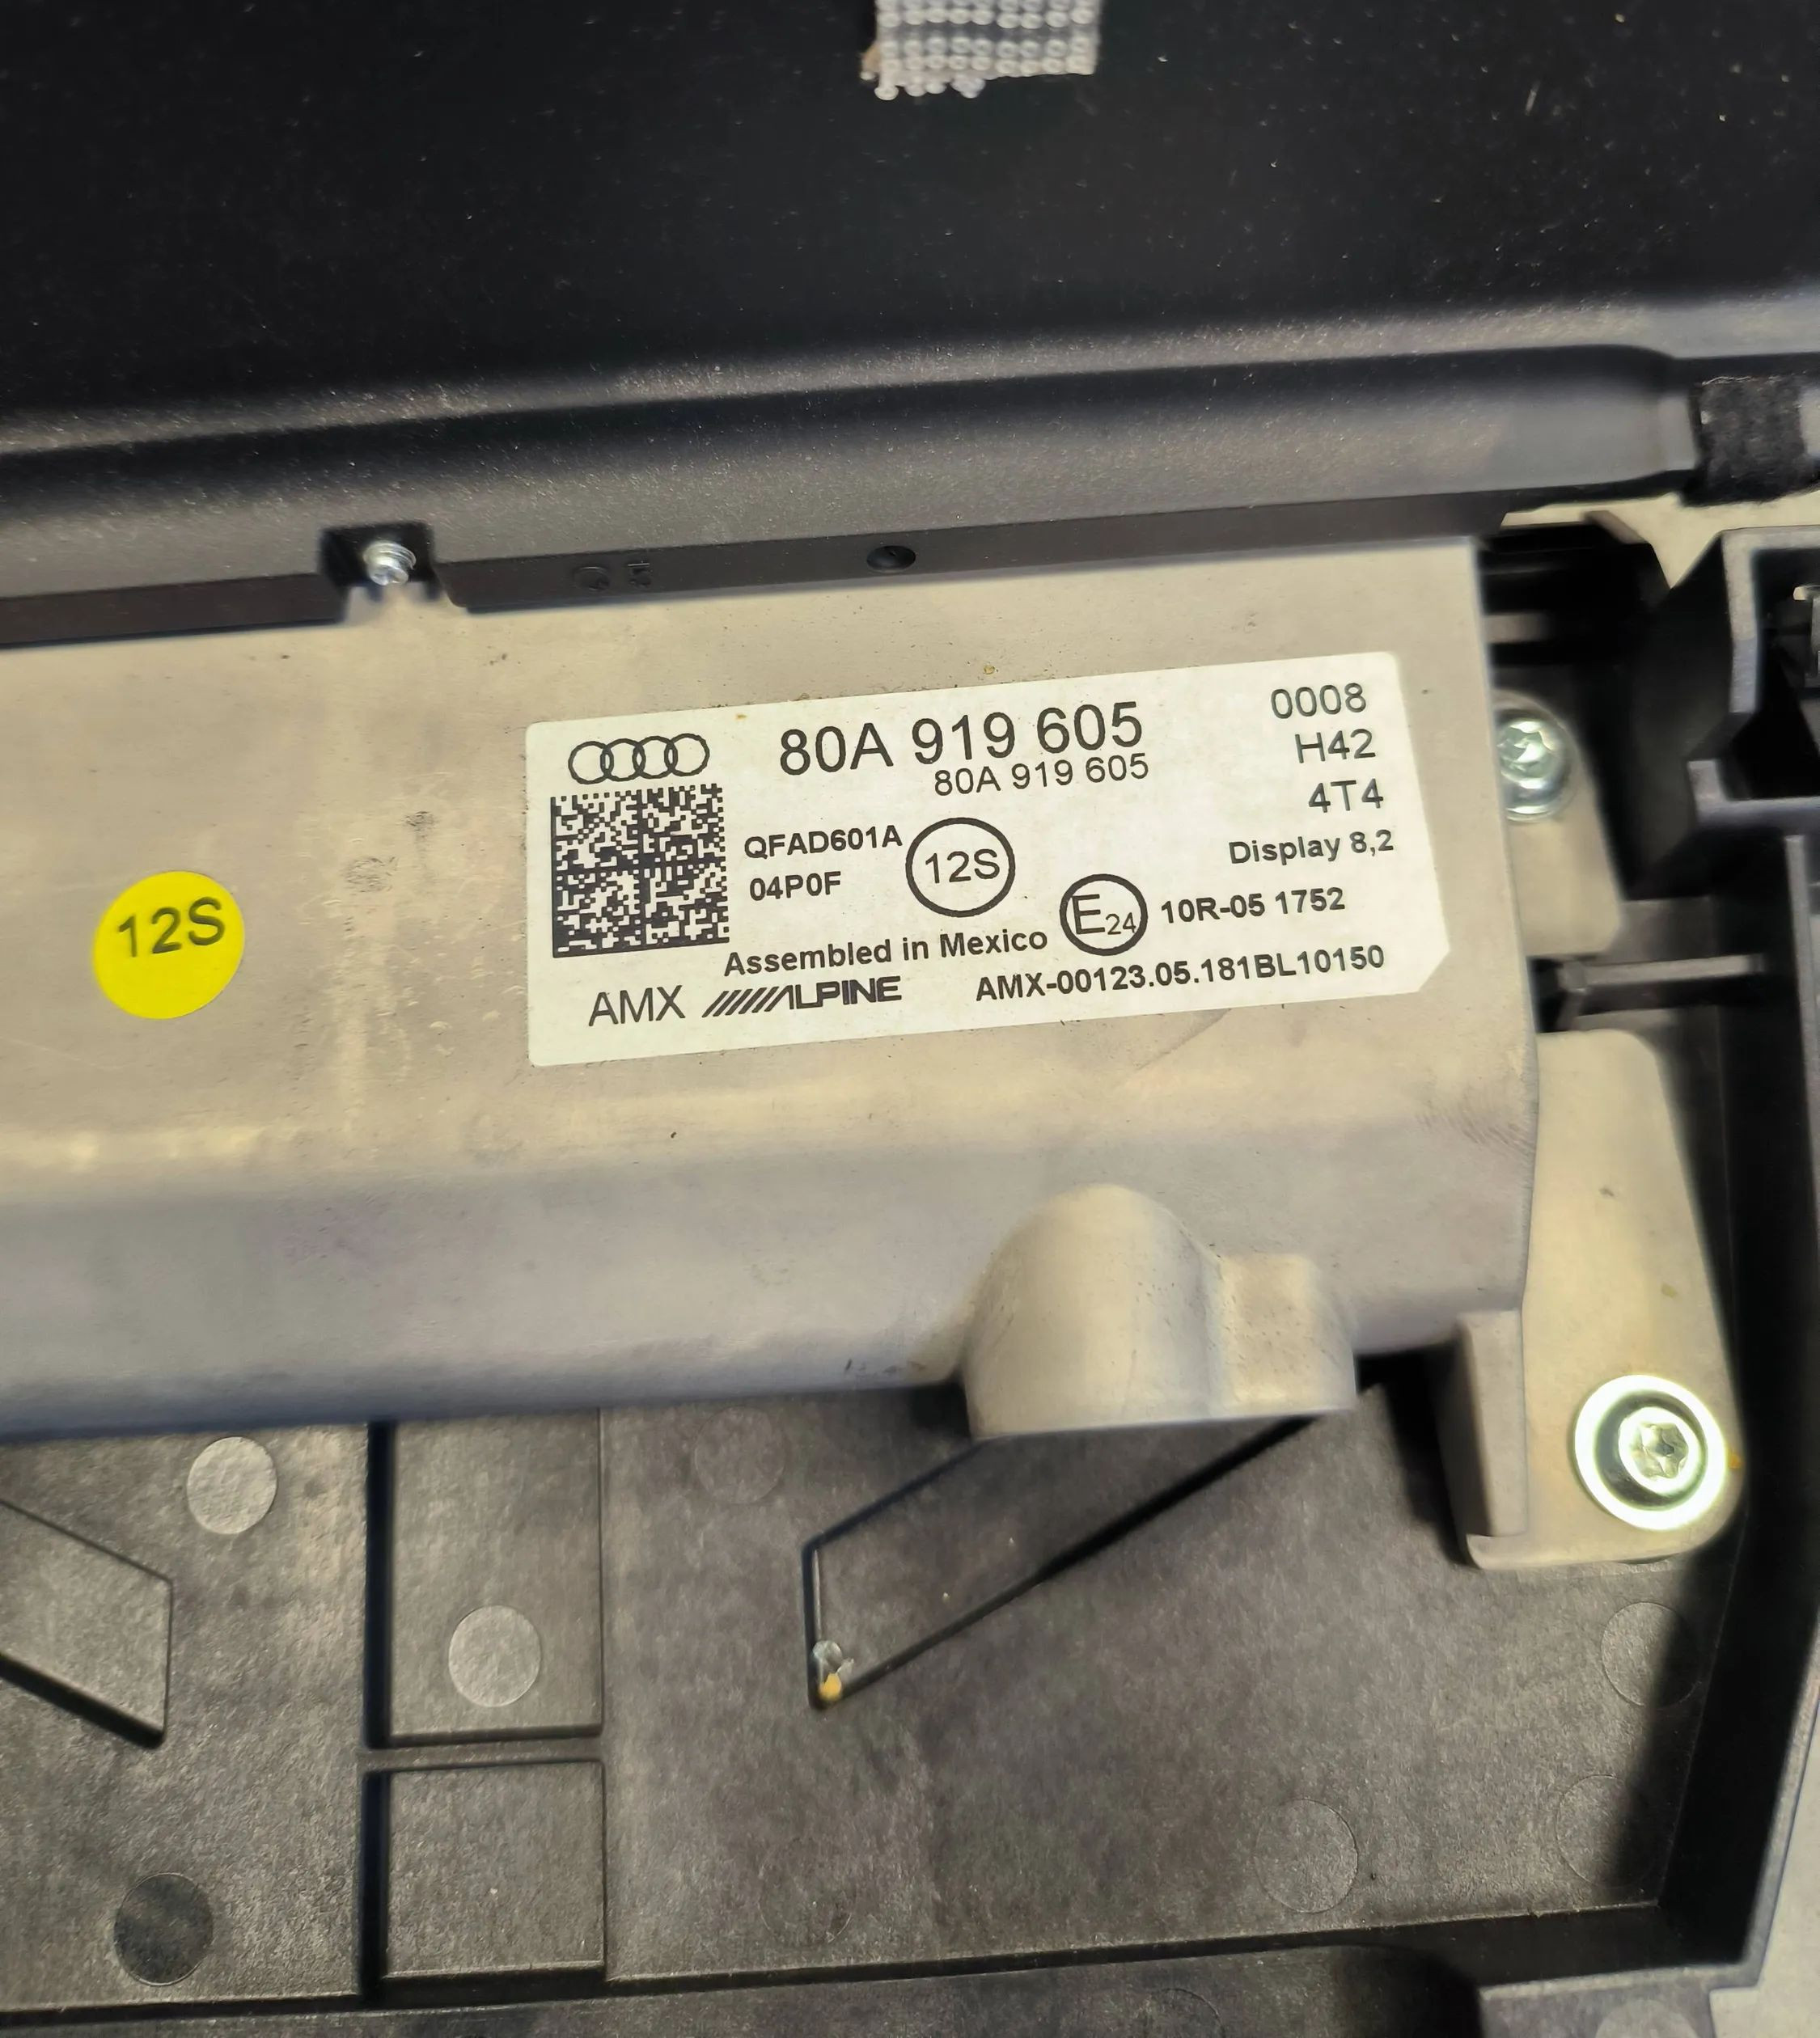 80A 919 605
80A 919 605
0008
H42
4T4
Display 8,2
QFAD601A
04P0F
12S
E24 10R-05 1752
Assembled in Mexico
AMX ALPINE AMX-00123.05.181BL10150
12S